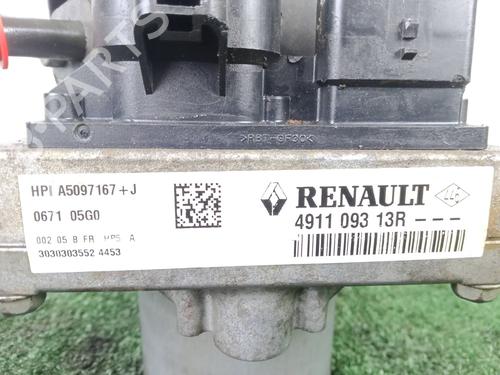 >PBT-GF30<
HPI A5097167+J
0671 05G0
002 05 B FR HPS A
3030303552 4453
RENAULT
4911 093 13R ---